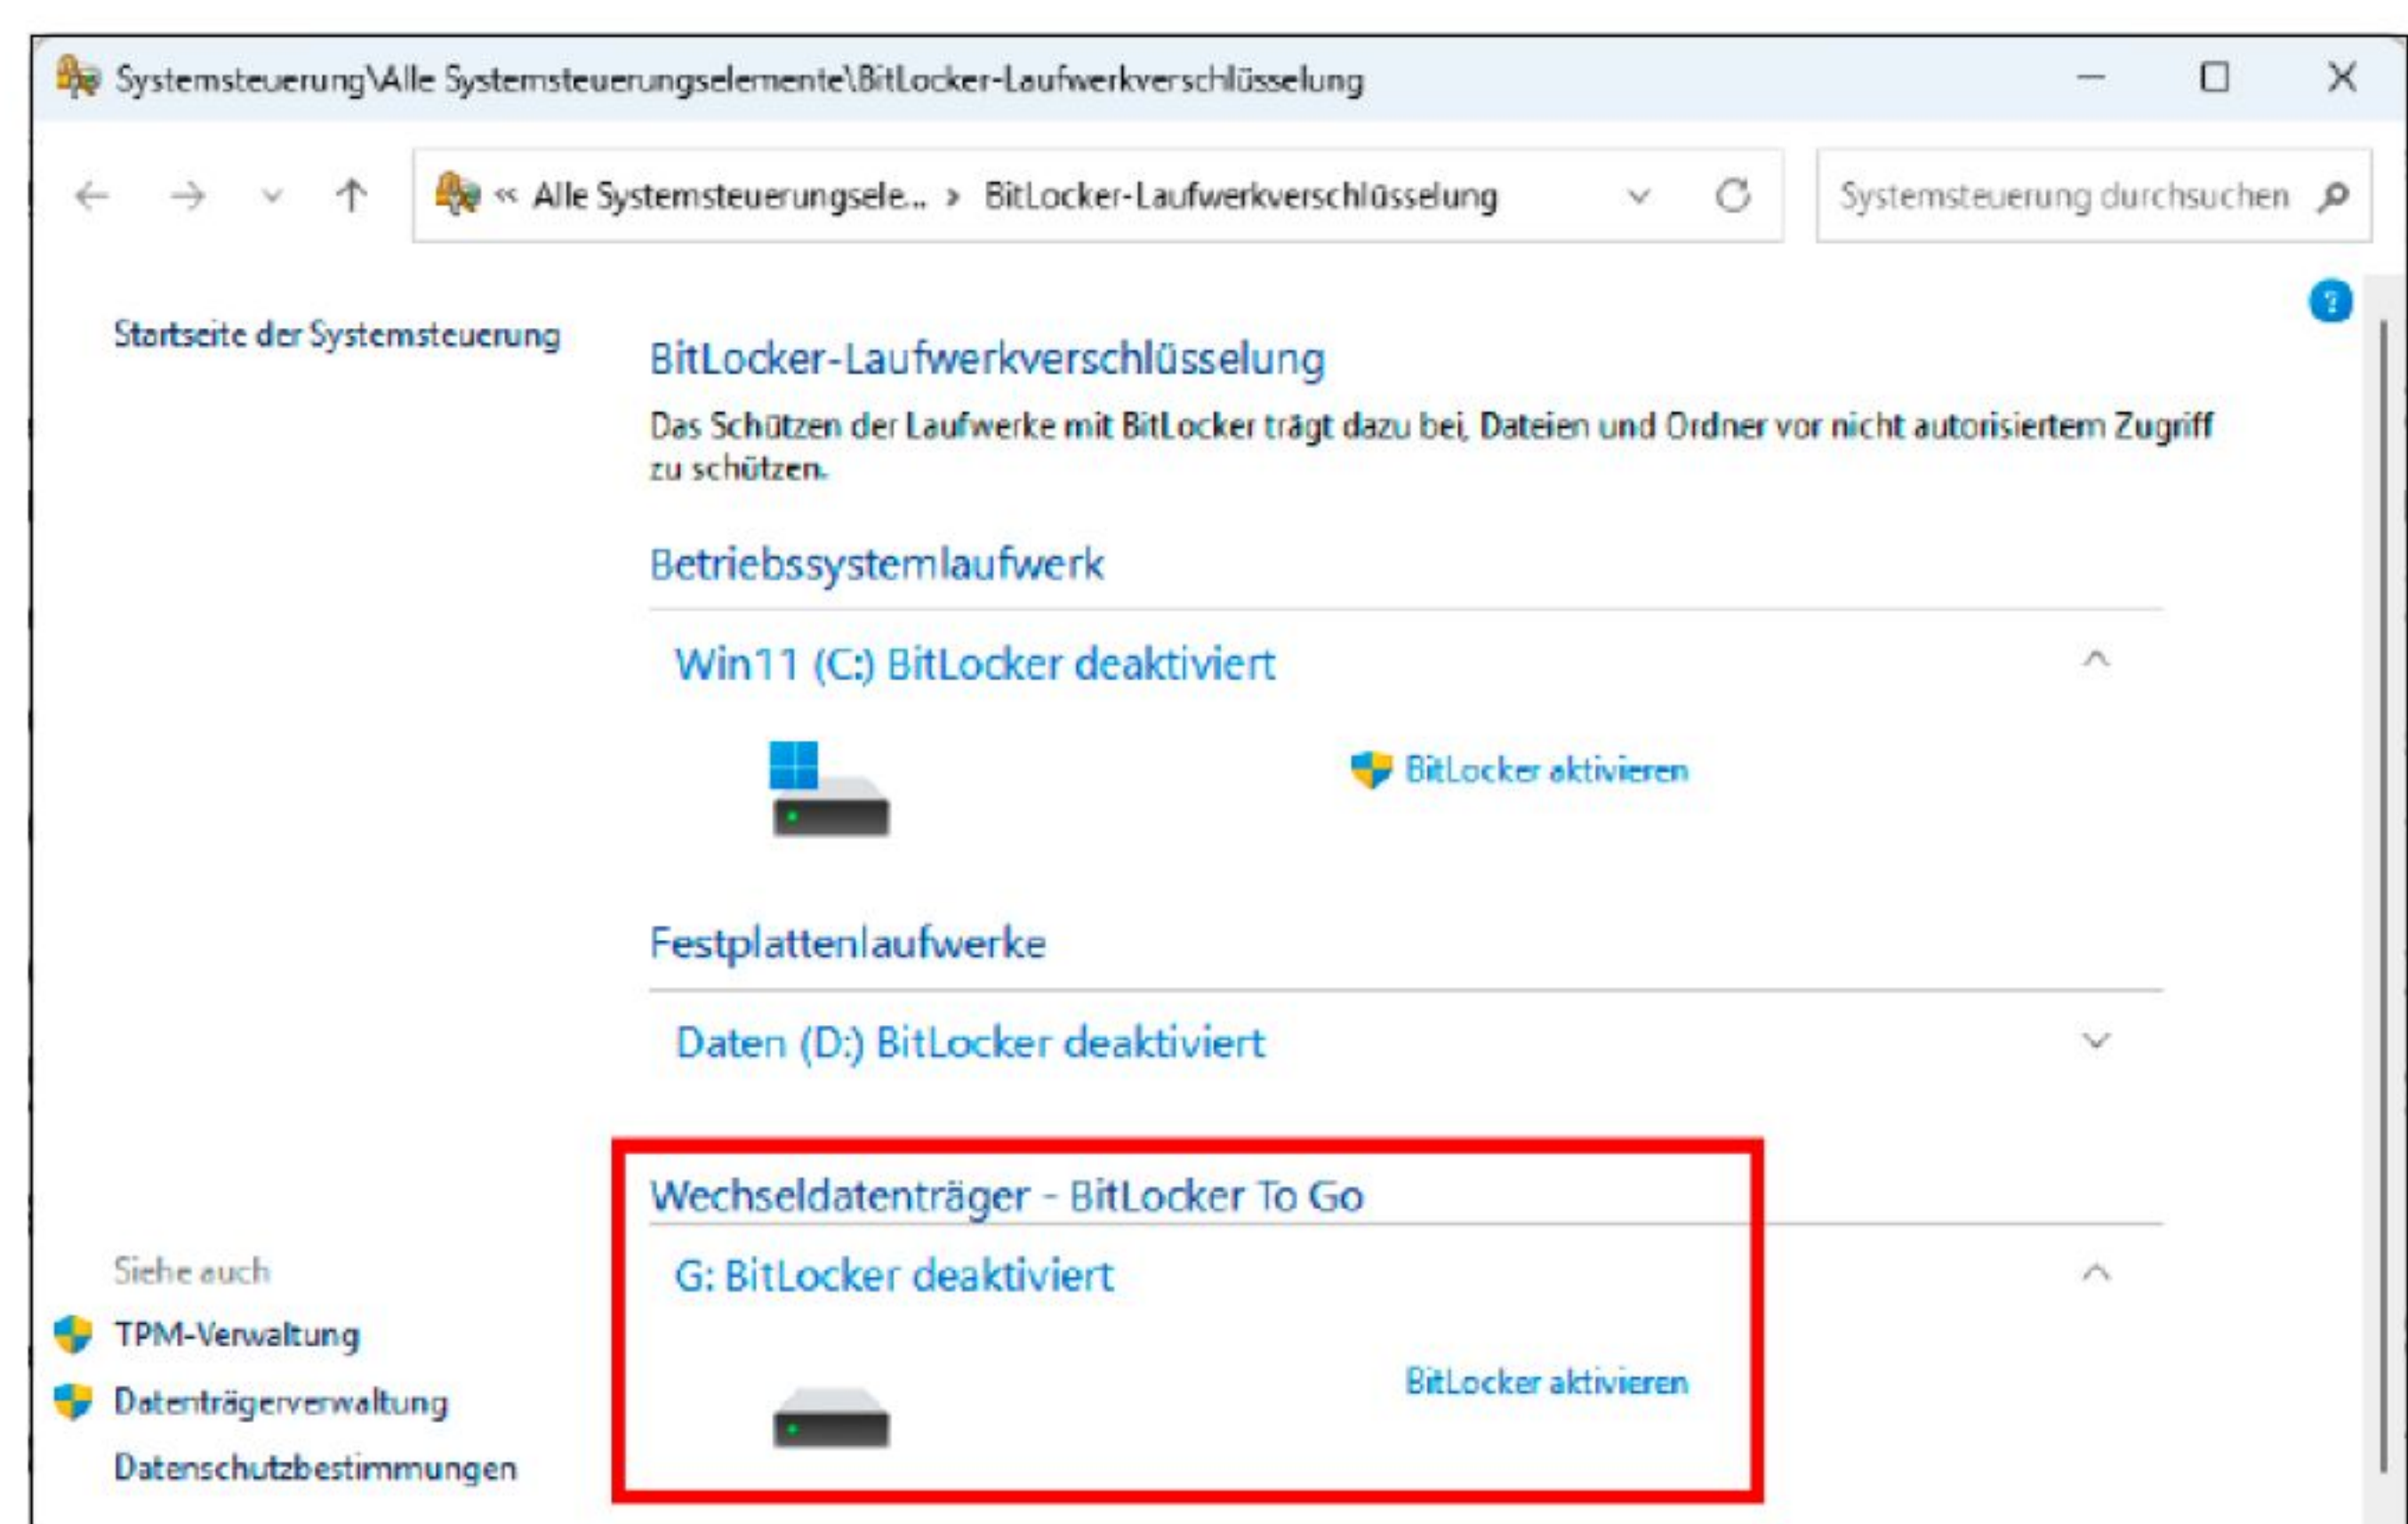 Systemsteuerung\Alle Systemsteuerungselemente\BitLocker-Laufwerkverschlüsselung
« Alle Systemsteuerungsele... › BitLocker-Laufwerkverschlüsselung
Systemsteuerung durchsuchen
?
Startseite der Systemsteuerung
BitLocker-Laufwerkverschlüsselung
Das Schützen der Laufwerke mit BitLocker trägt dazu bei, Dateien und Ordner vor nicht autorisiertem Zugriff
zu schützen.
Betriebssystemlaufwerk
Win11 (C:) BitLocker deaktiviert
BitLocker aktivieren
Festplattenlaufwerke
Daten (D:) BitLocker deaktiviert
Wechseldatenträger - BitLocker To Go
G: BitLocker deaktiviert
BitLocker aktivieren
Siehe auch
TPM-Verwaltung
Datenträgerverwaltung
Datenschutzbestimmungen